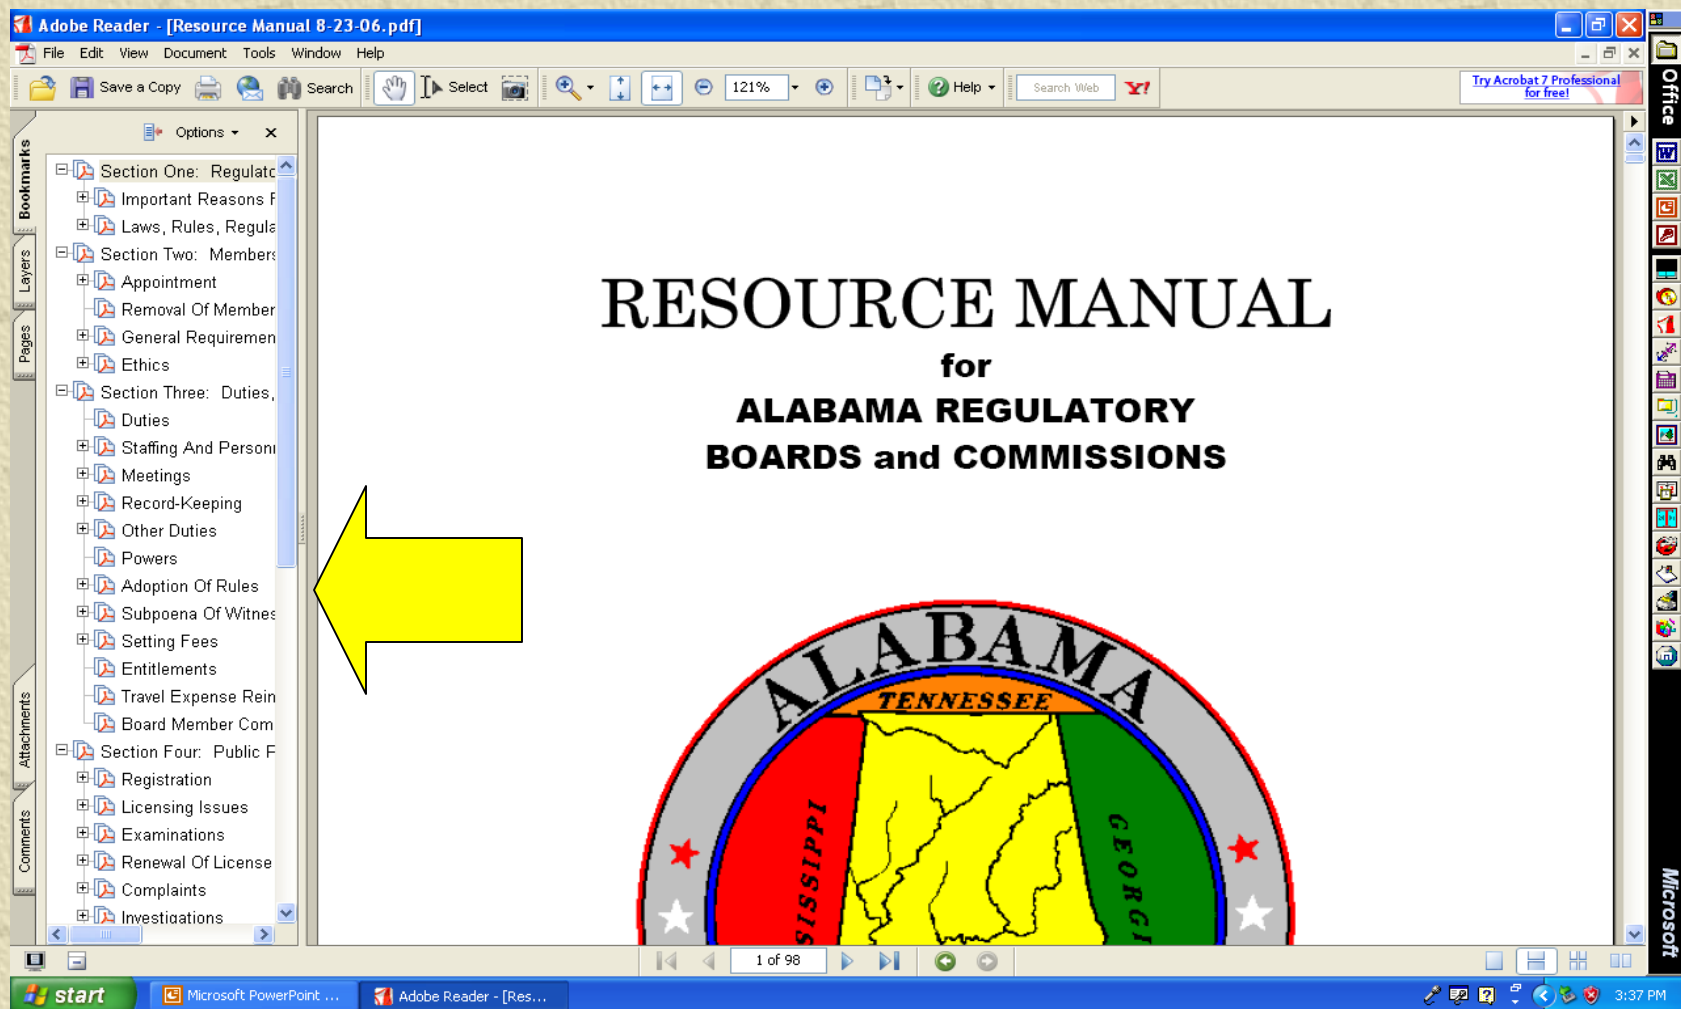 Adobe Reader - [Resource Manual 8-23-06.pdf]
File Edit View Document Tools Window Help
Save a Copy Search Select 121% Help Search Web Y!
Try Acrobat 7 Professional
for free!
Office
Options
Bookmarks
Layers
Pages
Attachments
Comments
Section One: Regulato
Important Reasons F
Laws, Rules, Regula
Section Two: Members
Appointment
Removal Of Member
General Requiremen
Ethics
Section Three: Duties,
Duties
Staffing And Personn
Meetings
Record-Keeping
Other Duties
Powers
Adoption Of Rules
Subpoena Of Witnes
Setting Fees
Entitlements
Travel Expense Rein
Board Member Com
Section Four: Public F
Registration
Licensing Issues
Examinations
Renewal Of License
Complaints
Investigations
RESOURCE MANUAL
for
ALABAMA REGULATORY
BOARDS and COMMISSIONS
ALABAMA
TENNESSEE
SISSIPPI
GEORGI
Microsoft
1 of 98
start Microsoft PowerPoint ... Adobe Reader - [Res... 3:37 PM